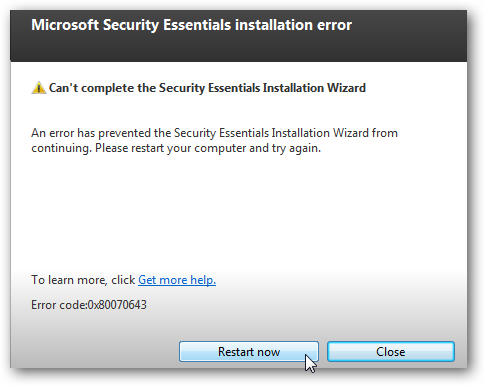 Microsoft Security Essentials installation error
Can't complete the Security Essentials Installation Wizard
An error has prevented the Security Essentials Installation Wizard from
continuing. Please restart your computer and try again.
To learn more, click Get more help.
Error code:0x80070643
Restart now
Close